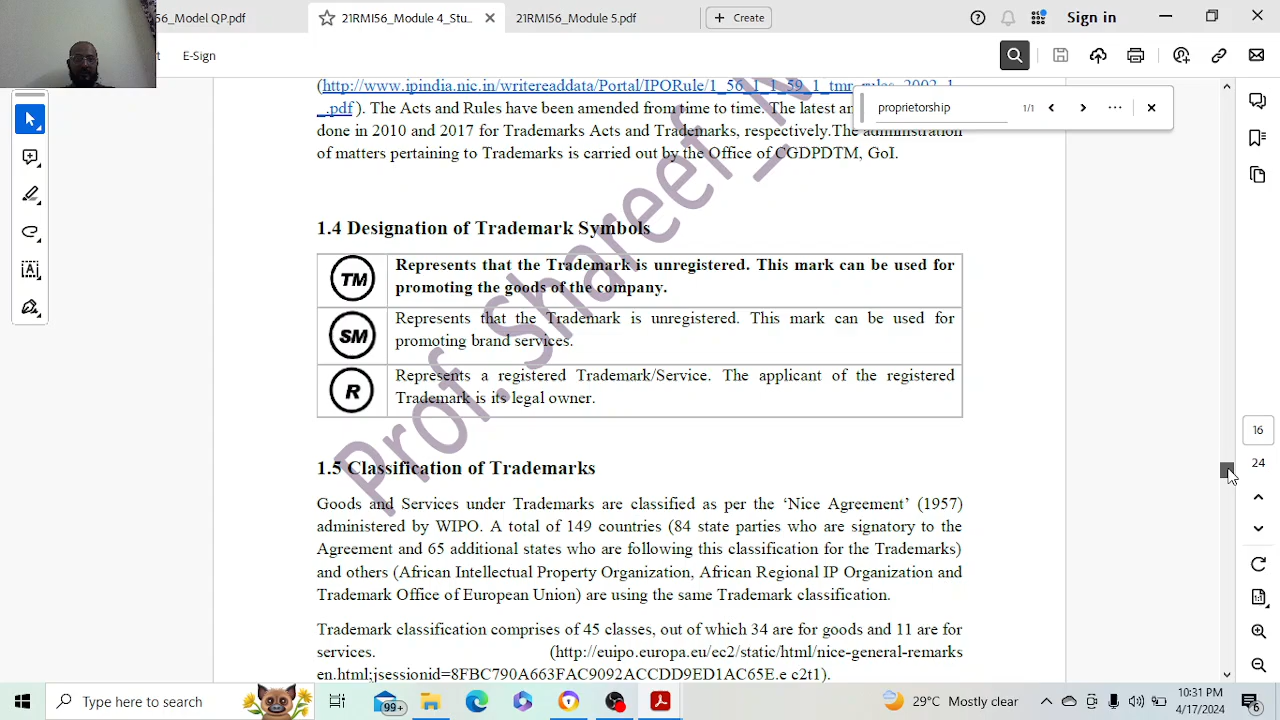 _Model QP.pdf
21RMI56_Module 4_Stu...
21RMI56_Module 5.pdf
Create
Sign in
E-Sign
(http://www.ipindia.nic.in/writereaddata/Portal/IPORule/1_56_1_1_59_1_tmr_rules_2002_1
_.pdf ). The Acts and Rules have been amended from time to time. The latest an
done in 2010 and 2017 for Trademarks Acts and Trademarks, respectively.The administration
of matters pertaining to Trademarks is carried out by the Office of CGDPDTM, GoI.
proprietorship 1/1
1.4 Designation of Trademark Symbols
TM Represents that the Trademark is unregistered. This mark can be used for
promoting the goods of the company.
SM Represents that the Trademark is unregistered. This mark can be used for
promoting brand services.
R Represents a registered Trademark/Service. The applicant of the registered
Trademark is its legal owner.
1.5 Classification of Trademarks
Goods and Services under Trademarks are classified as per the ‘Nice Agreement’ (1957)
administered by WIPO. A total of 149 countries (84 state parties who are signatory to the
Agreement and 65 additional states who are following this classification for the Trademarks)
and others (African Intellectual Property Organization, African Regional IP Organization and
Trademark Office of European Union) are using the same Trademark classification.
Trademark classification comprises of 45 classes, out of which 34 are for goods and 11 are for
services. (http://euipo.europa.eu/ec2/static/html/nice-general-remarks
en.html;jsessionid=8FBC790A663FAC9092ACCDD9ED1AC65E.e c2t1).
Prof. Shareef_
16
24
Type here to search
99+
29°C Mostly clear
10:31 PM
4/17/2024
6